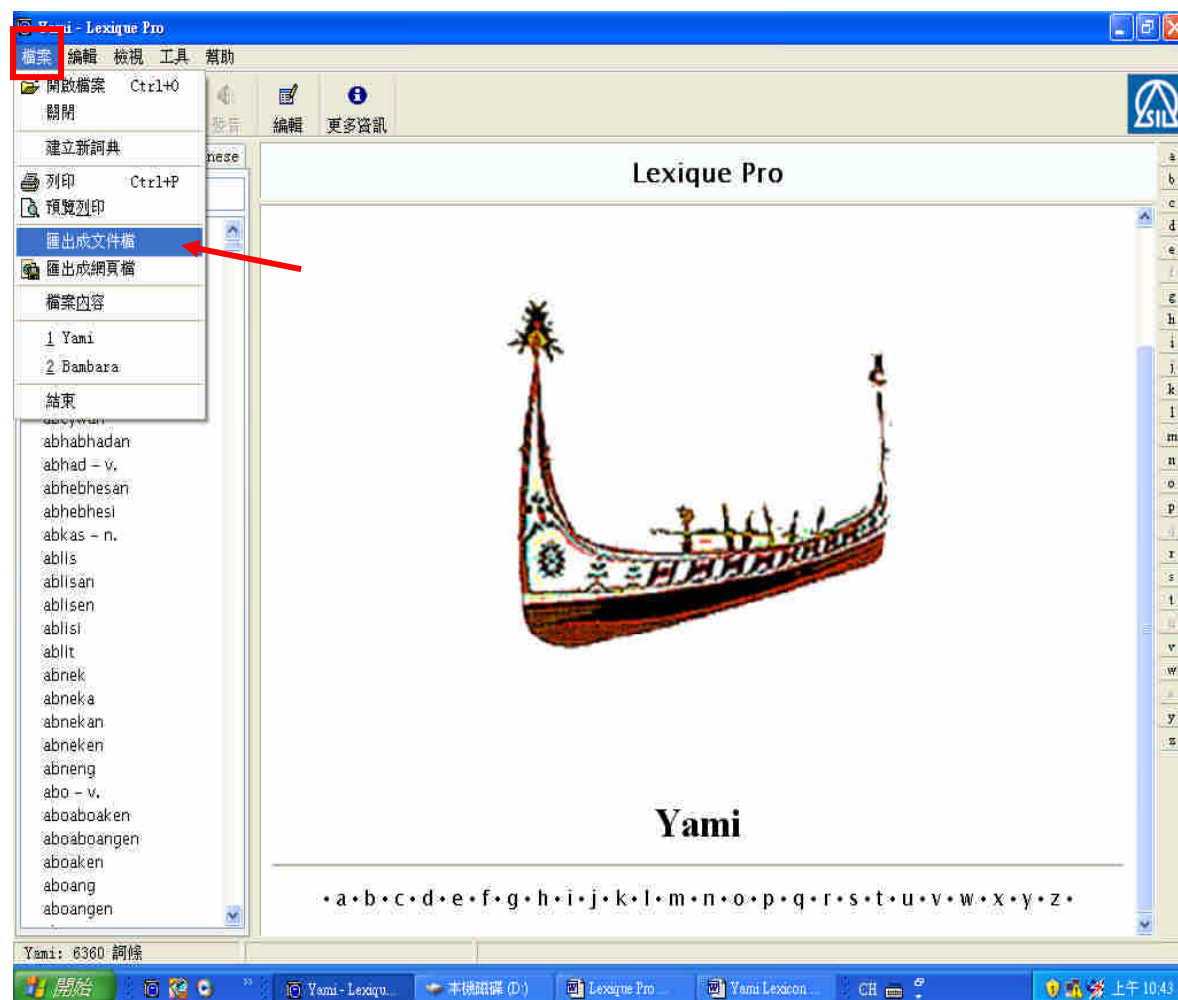 Yami - Lexique Pro
檔案 編輯 檢視 工具 幫助
開啟檔案 Ctrl+O
關閉
建立新詞典
列印 Ctrl+P
預覽列印
匯出成文件檔
匯出成網頁檔
檔案內容
1 Yami
2 Bambara
結束
發音
編輯
更多資訊
SIL
nese
Lexique Pro
abhabhadan
abhad – v.
abhebhesan
abhebhesi
abkas – n.
ablis
ablisan
ablisen
ablisi
ablit
abnek
abneka
abnekan
abneken
abneng
abo – v.
aboaboaken
aboaboangen
aboaken
aboang
aboangen
Yami
• a • b • c • d • e • f • g • h • i • j • k • l • m • n • o • p • q • r • s • t • u • v • w • x • y • z •
a
b
c
d
e
f
g
h
i
j
k
l
m
n
o
p
q
r
s
t
u
v
w
x
y
z
Yami: 6360 詞條
開始
Yami - Lexiqu...
本機磁碟 (D:)
Lexique Pro ...
Yami Lexicon ...
CH
上午 10:43